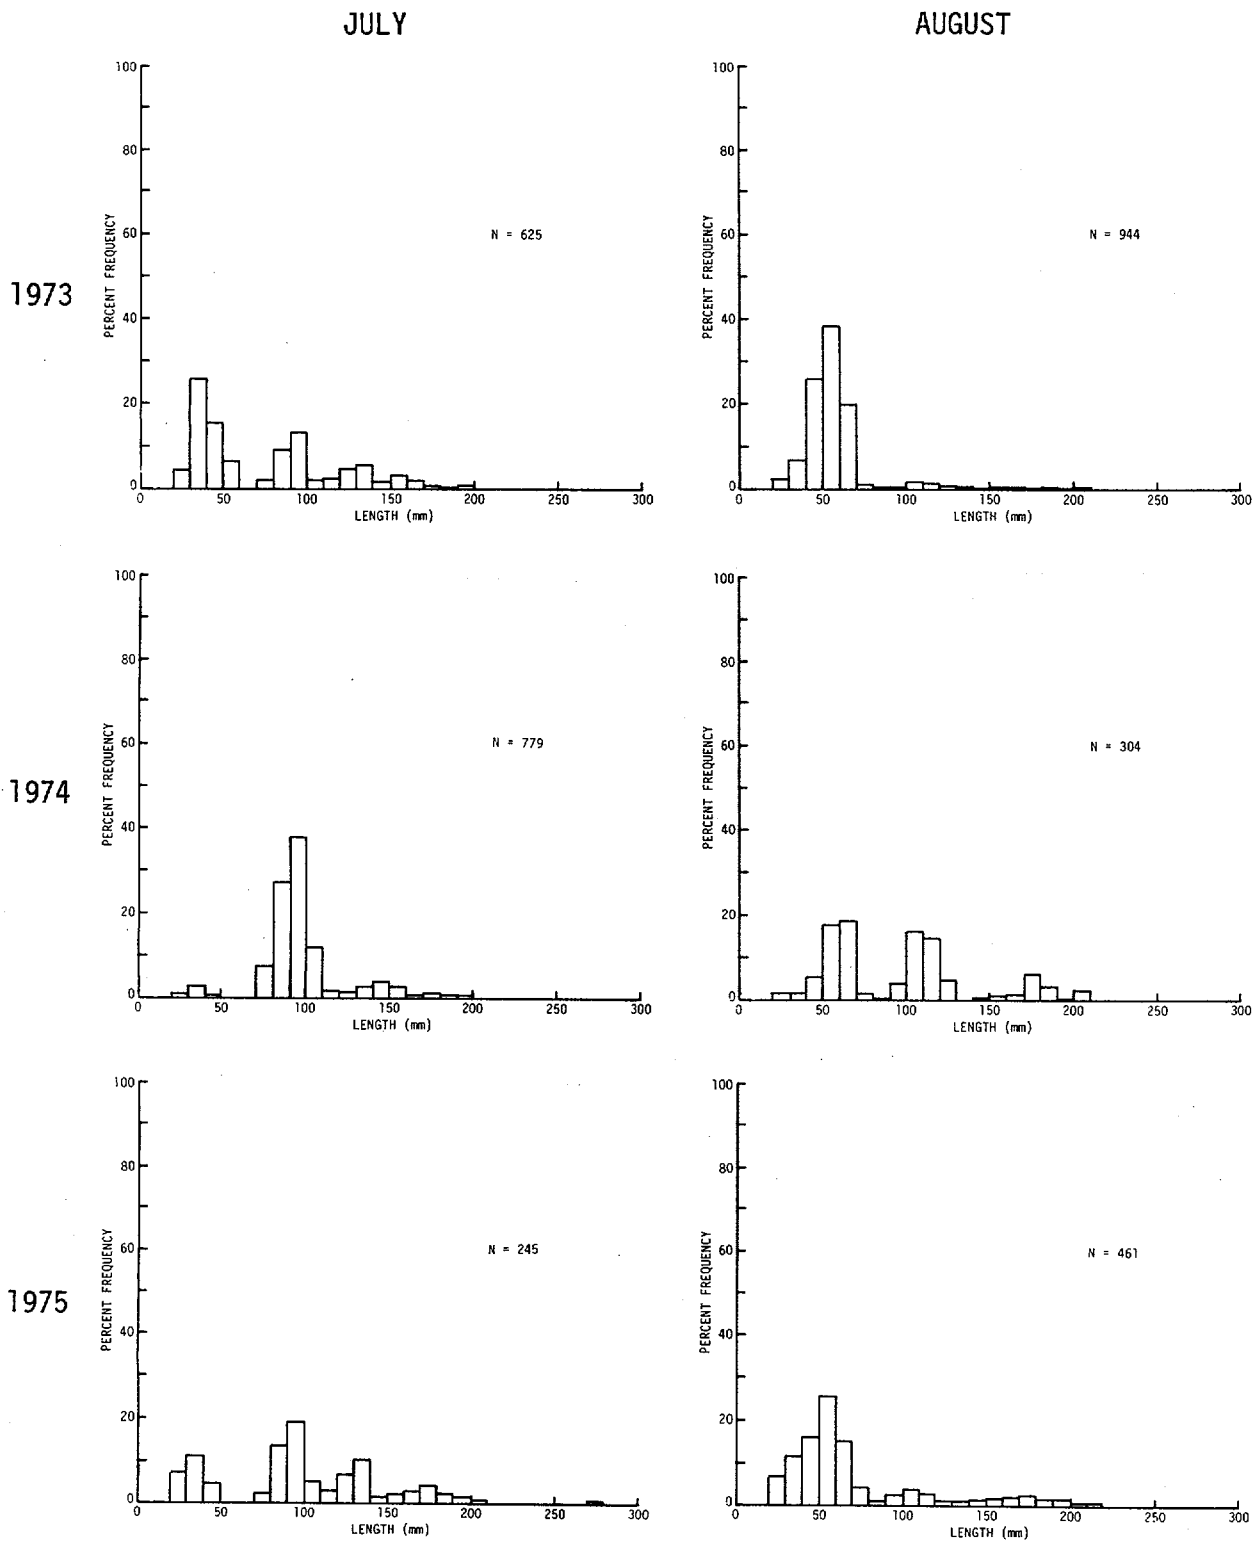 JULY
AUGUST
1973
PERCENT FREQUENCY
100
80
60
40
20
0
N = 625
0 50 100 150 200 250 300
LENGTH (mm)
PERCENT FREQUENCY
100
80
60
40
20
0
N = 944
0 50 100 150 200 250 300
LENGTH (mm)
1974
PERCENT FREQUENCY
100
80
60
40
20
0
N = 779
0 50 100 150 200 250 300
LENGTH (mm)
PERCENT FREQUENCY
100
80
60
40
20
0
N = 304
0 50 100 150 200 250 300
LENGTH (mm)
1975
PERCENT FREQUENCY
100
80
60
40
20
0
N = 245
0 50 100 150 200 250 300
LENGTH (mm)
PERCENT FREQUENCY
100
80
60
40
20
0
N = 461
0 50 100 150 200 250 300
LENGTH (mm)